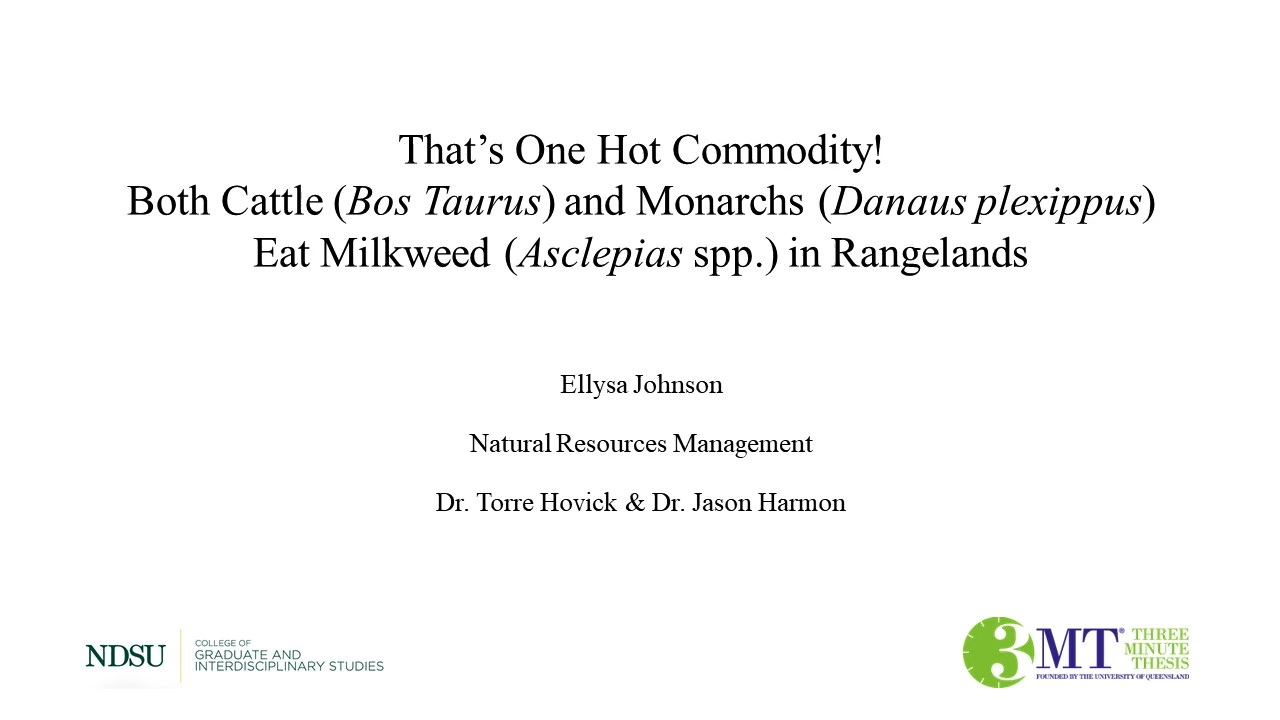 That’s One Hot Commodity!
Both Cattle (Bos Taurus) and Monarchs (Danaus plexippus)
Eat Milkweed (Asclepias spp.) in Rangelands
Ellysa Johnson
Natural Resources Management
Dr. Torre Hovick & Dr. Jason Harmon
NDSU
COLLEGE OF
GRADUATE AND
INTERDISCIPLINARY STUDIES
3MT®
THREE
MINUTE
THESIS
FOUNDED BY THE UNIVERSITY OF QUEENSLAND